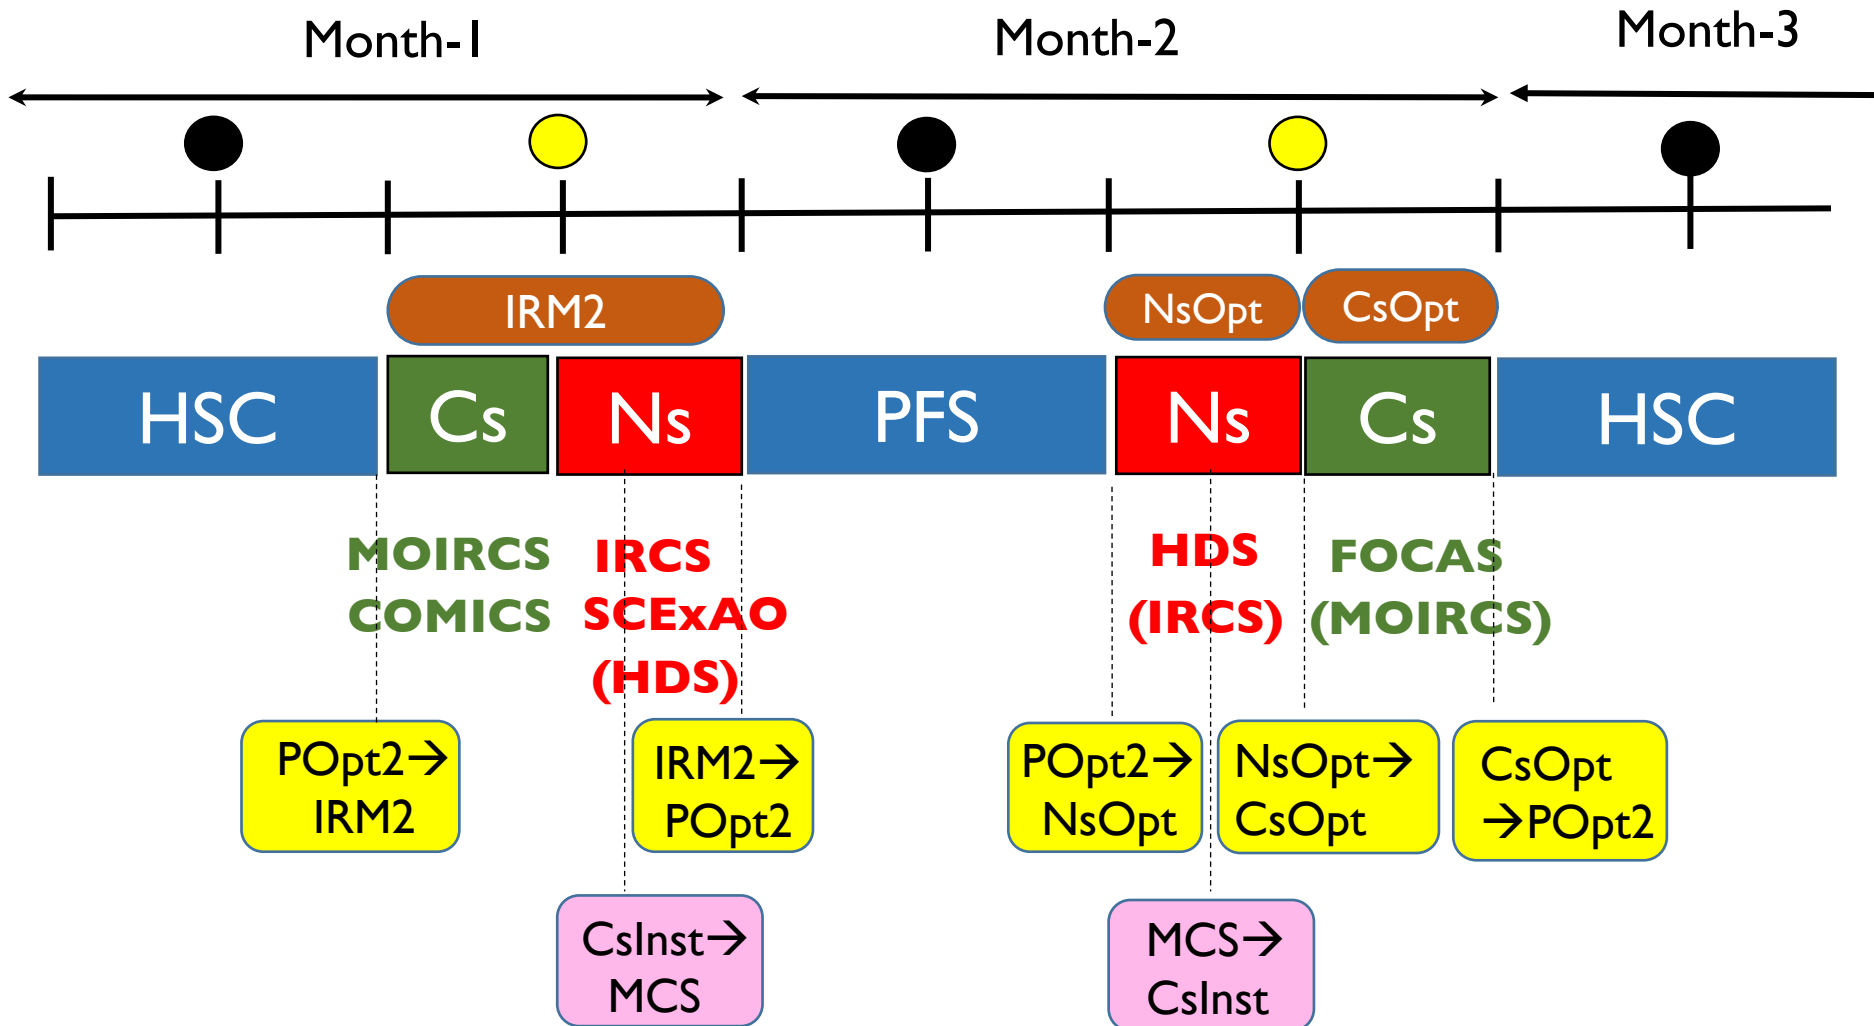 Month-1
Month-2
Month-3
IRM2
NsOpt
CsOpt
HSC
Cs
Ns
PFS
Ns
Cs
HSC
MOIRCS
COMICS
IRCS
SCExAO
(HDS)
HDS
(IRCS)
FOCAS
(MOIRCS)
POpt2→
IRM2
IRM2→
POpt2
POpt2→
NsOpt
NsOpt→
CsOpt
CsOpt
→POpt2
CsInst→
MCS
MCS→
CsInst